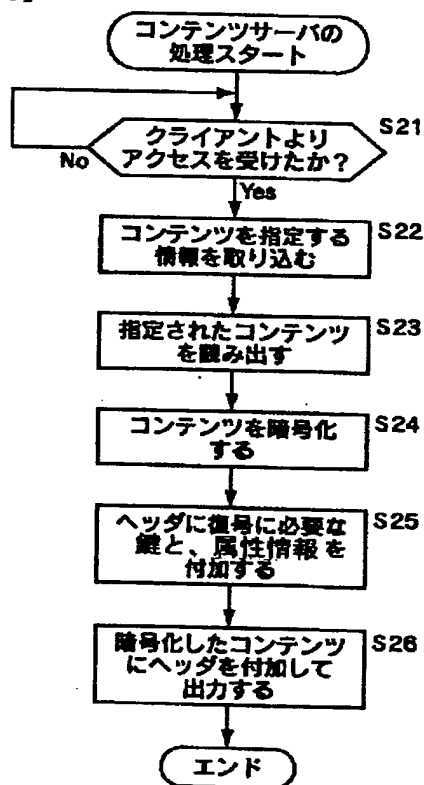 コンテンツサーバの
処理スタート
クライアントより
アクセスを受けたか？
S21
No
Yes
コンテンツを指定する
情報を取り込む
S22
指定されたコンテンツ
を読み出す
S23
コンテンツを暗号化
する
S24
ヘッダに復号に必要な
鍵と、属性情報を
付加する
S25
暗号化したコンテンツ
にヘッダを付加して
出力する
S26
エンド